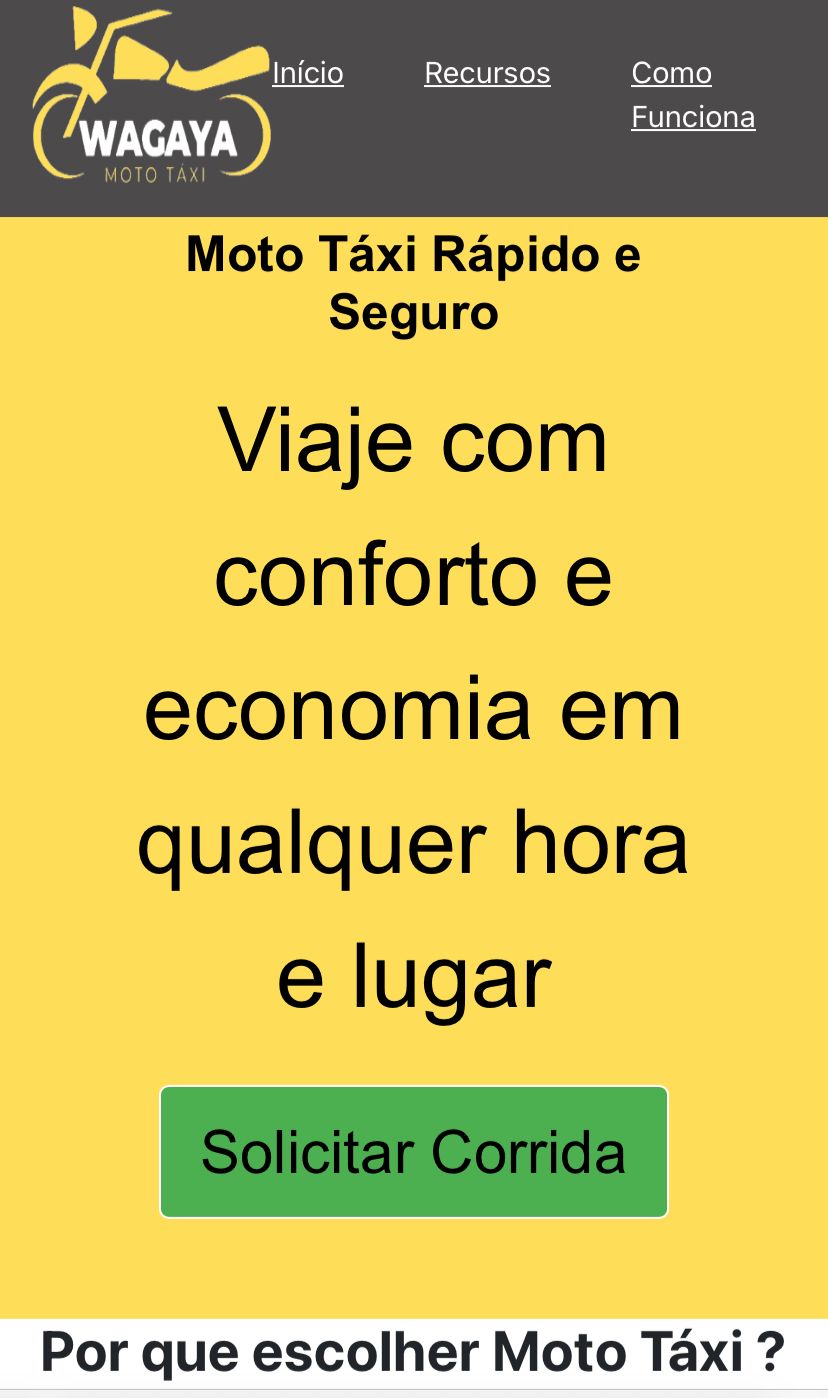 WAGAYA
MOTO TÁXI
Início
Recursos
Como
Funciona
Moto Táxi Rápido e
Seguro
Viaje com
conforto e
economia em
qualquer hora
e lugar
Solicitar Corrida
Por que escolher Moto Táxi ?